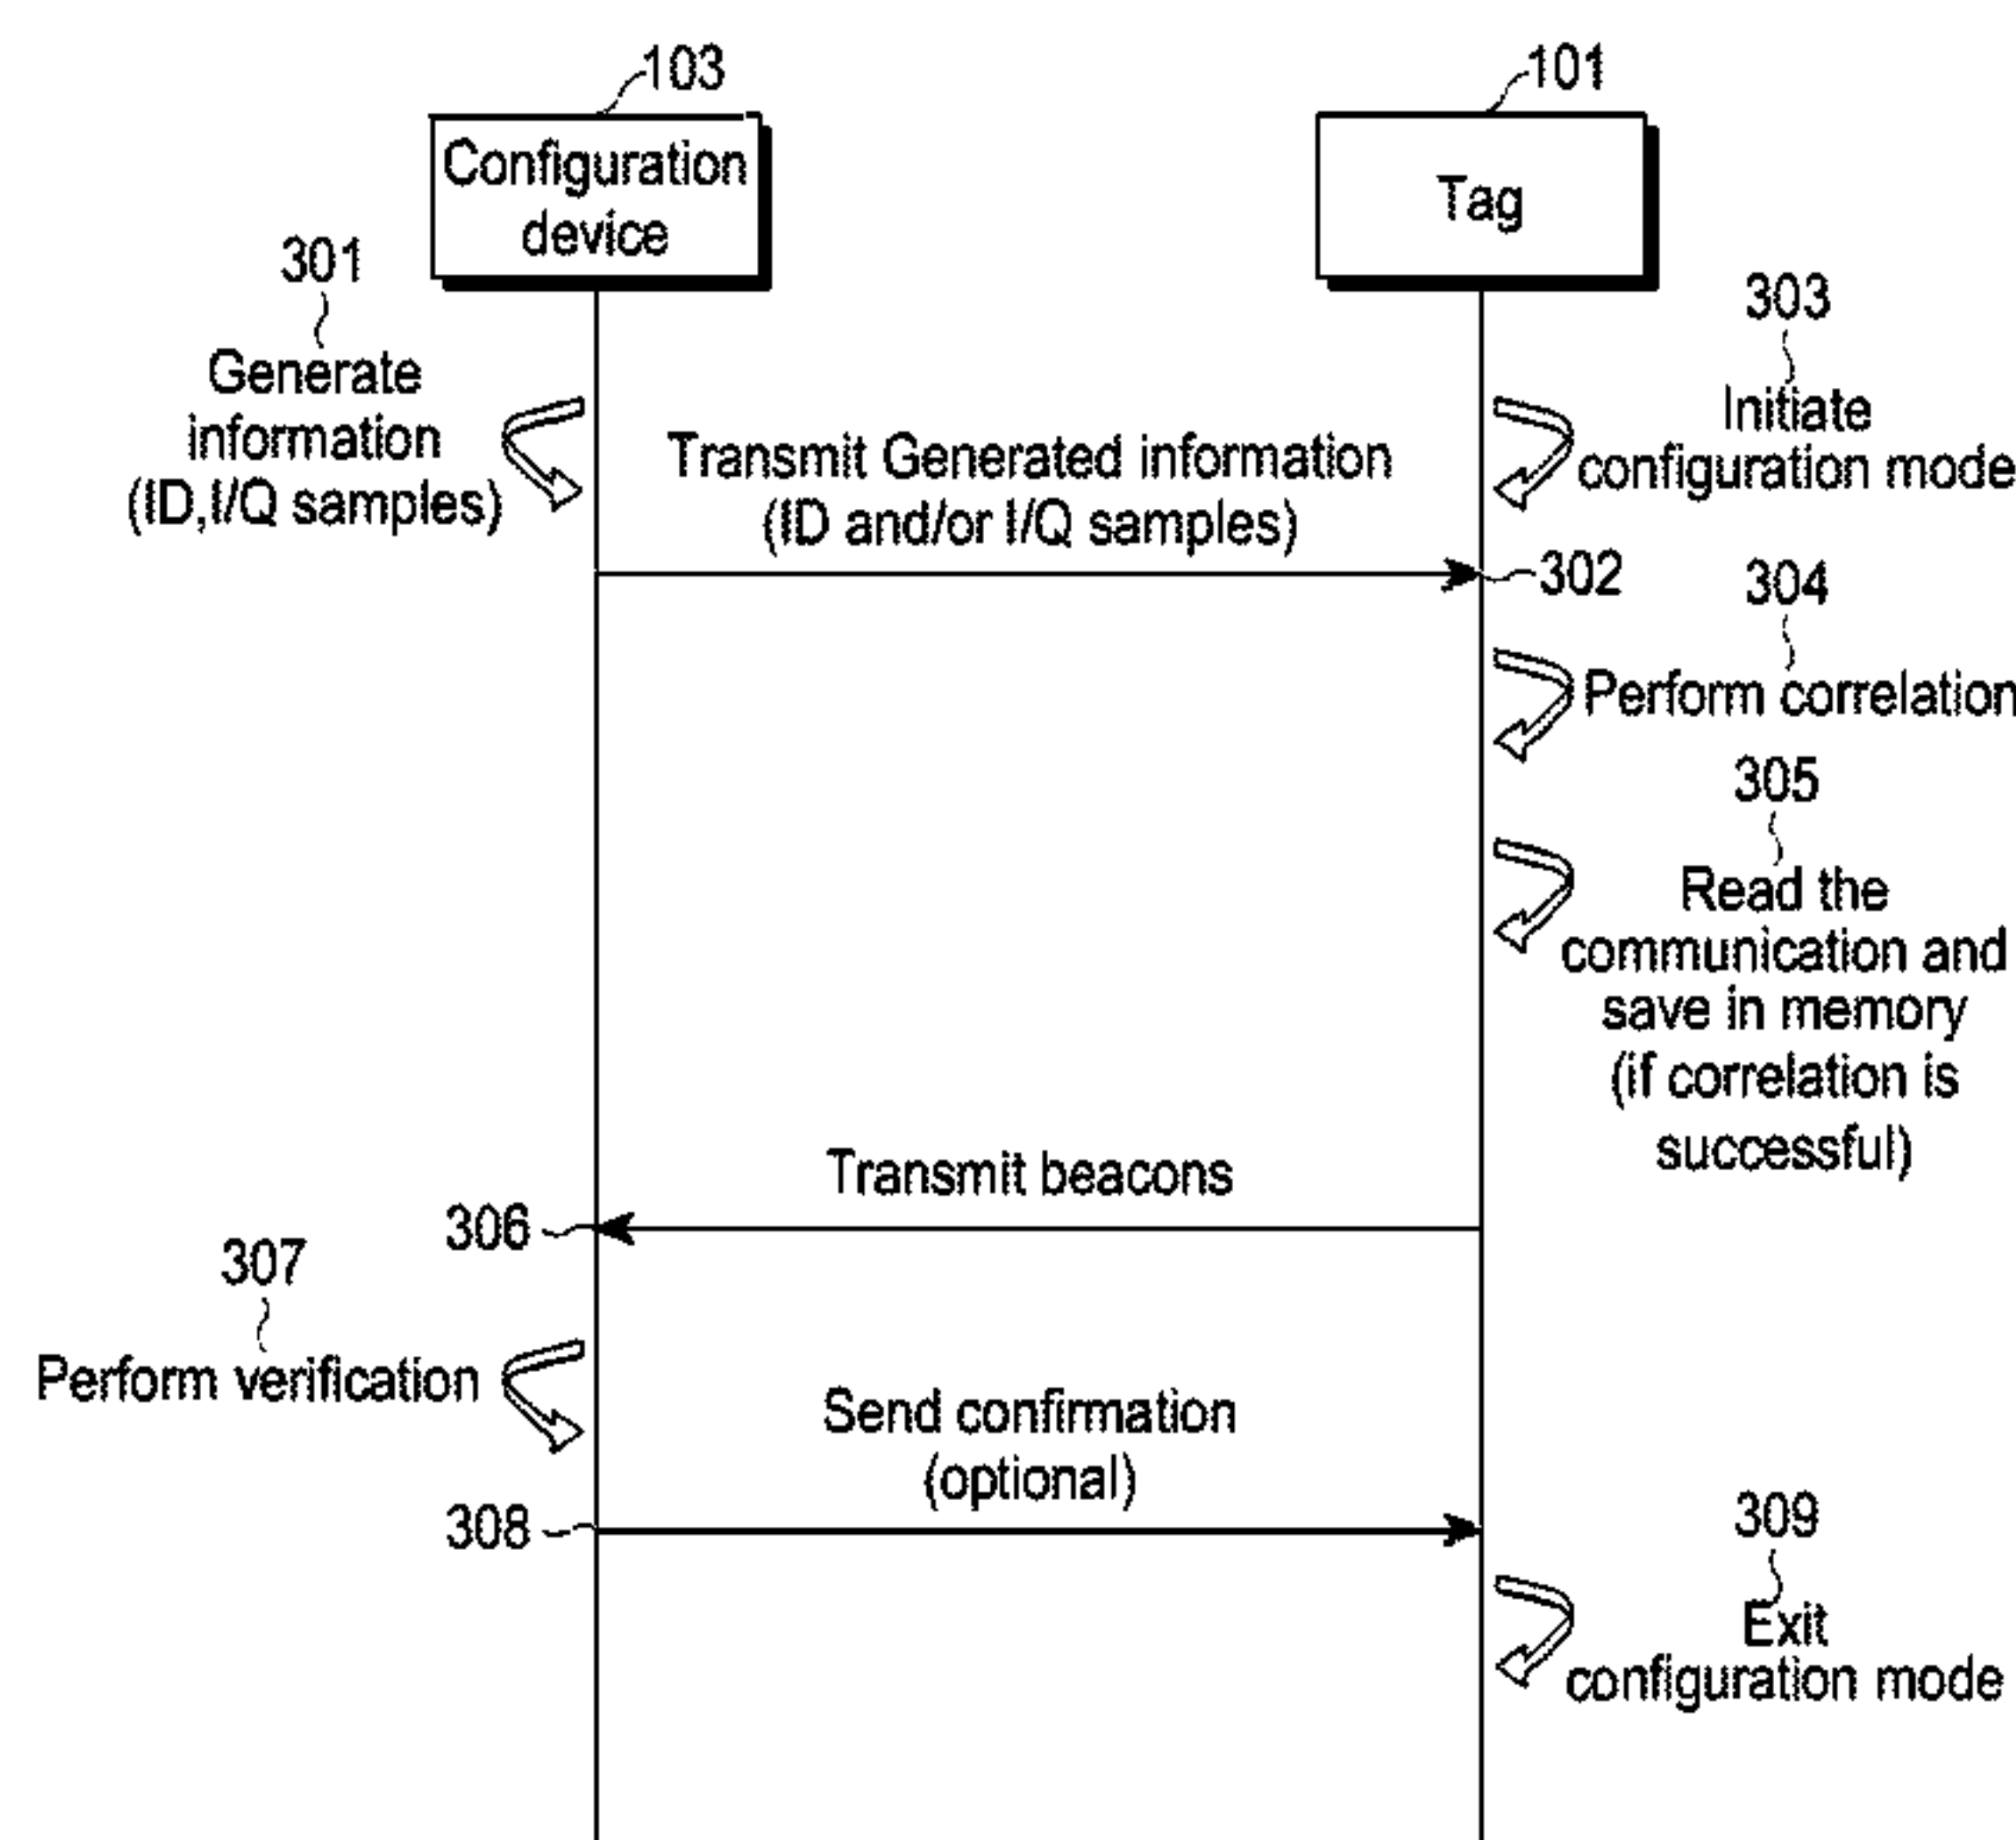 103
101
Configuration
device
Tag
301
Generate
information
(ID,I/Q samples)
303
Initiate
configuration mode
Transmit Generated information
(ID and/or I/Q samples)
302
304
Perform correlation
305
Read the
communication and
save in memory
(if correlation is
successful)
Transmit beacons
306
307
Perform verification
Send confirmation
(optional)
308
309
Exit
configuration mode